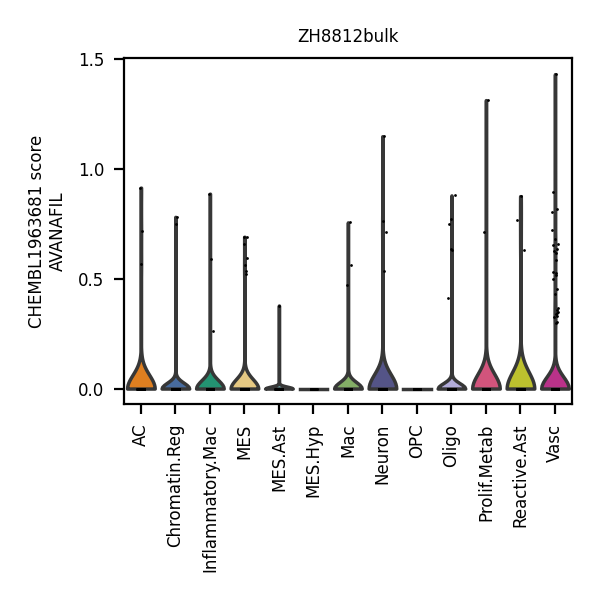 ZH8812bulk
CHEMBL1963681 score
AVANAFIL
1.5
1.0
0.5
0.0
AC
Chromatin.Reg
Inflammatory.Mac
MES
MES.Ast
MES.Hyp
Mac
Neuron
OPC
Oligo
Prolif.Metab
Reactive.Ast
Vasc